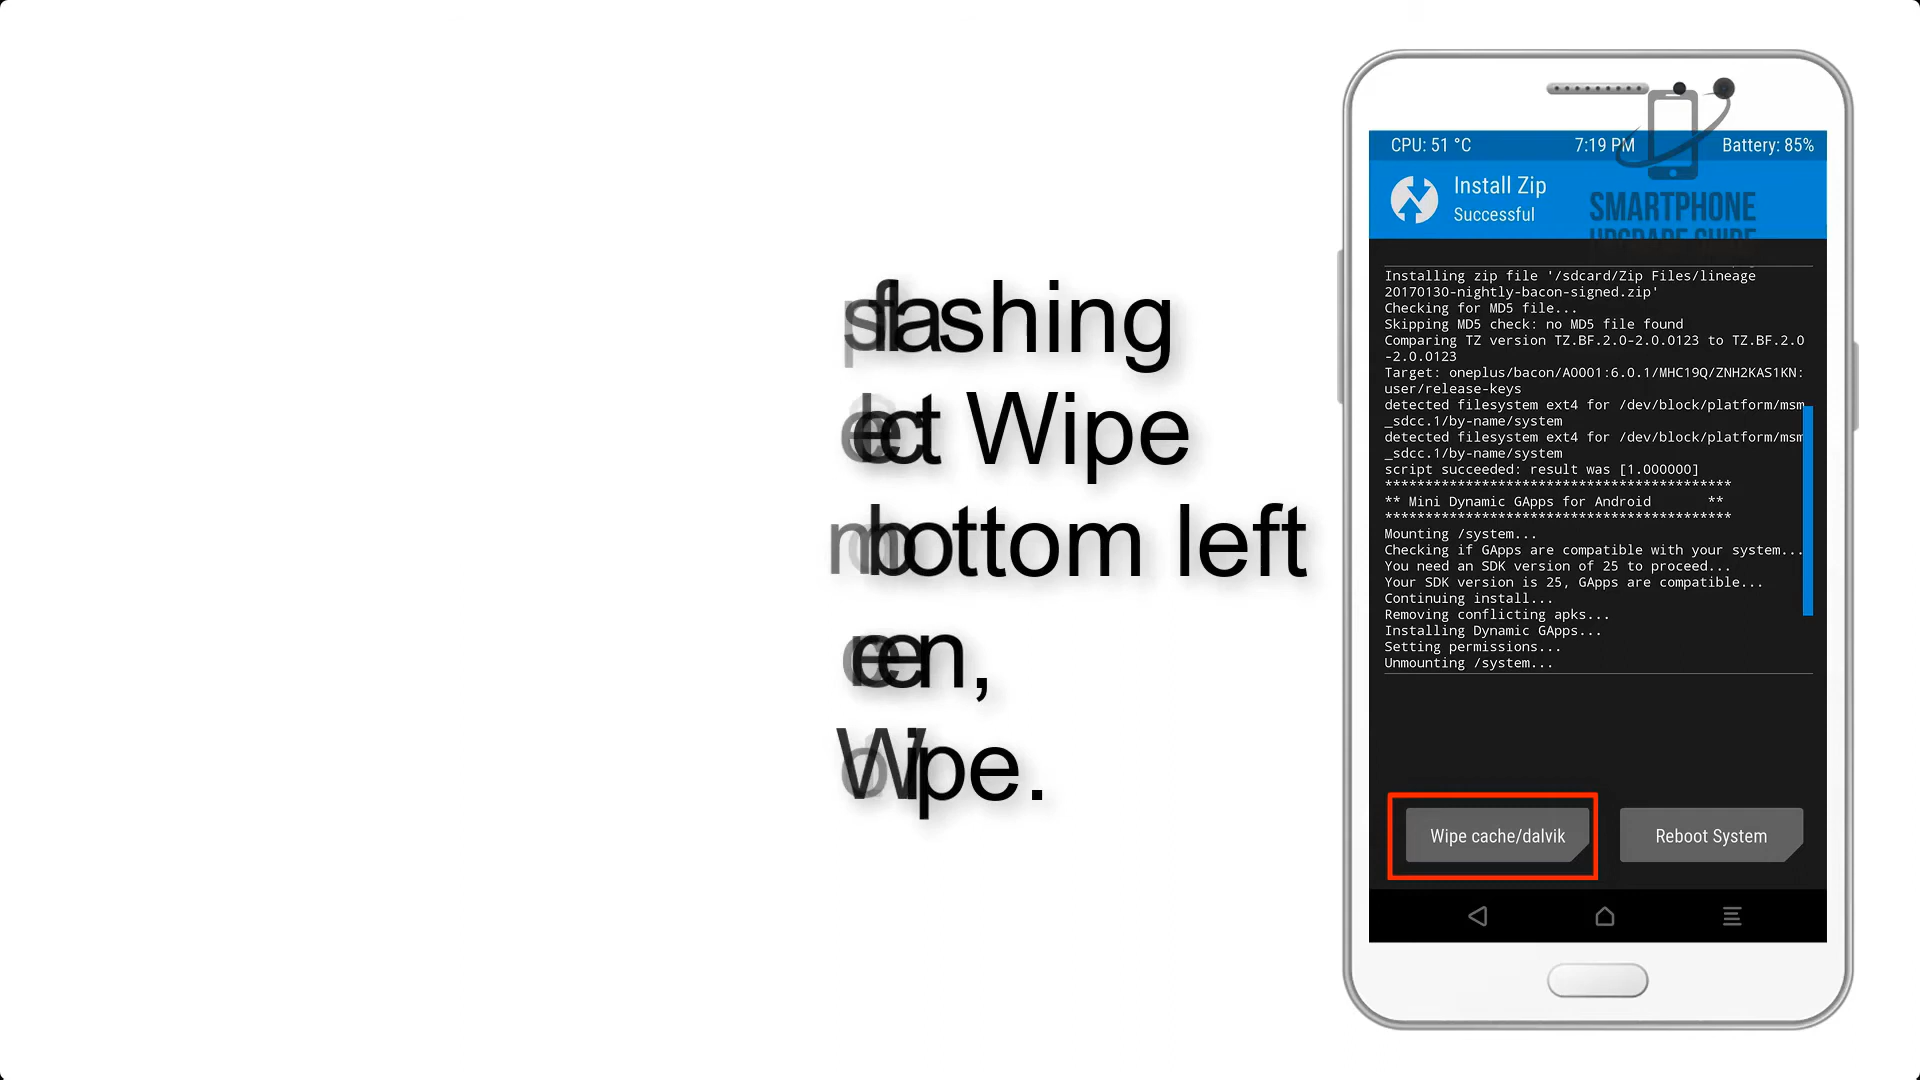 flashing
Wipe
bottom left
Wipe.
CPU: 51 °C
7:19 PM
Battery: 85%
Install Zip
Successful
SMARTPHONE
UPGRADE GUIDE
Installing zip file '/sdcard/Zip Files/lineage
20170130-nightly-bacon-signed.zip'
Checking for MD5 file...
Skipping MD5 check: no MD5 file found
Comparing TZ version TZ.BF.2.0-2.0.0123 to TZ.BF.2.0
-2.0.0123
Target: oneplus/bacon/A0001:6.0.1/MHC19Q/ZNH2KAS1KN:
user/release-keys
detected filesystem ext4 for /dev/block/platform/msm
_sdcc.1/by-name/system
detected filesystem ext4 for /dev/block/platform/msm
_sdcc.1/by-name/system
script succeeded: result was [1.000000]
*******************************************
** Mini Dynamic GApps for Android       **
*******************************************
Mounting /system...
Checking if GApps are compatible with your system...
You need an SDK version of 25 to proceed...
Your SDK version is 25, GApps are compatible...
Continuing install...
Removing conflicting apks...
Installing Dynamic GApps...
Setting permissions...
Unmounting /system...
Wipe cache/dalvik
Reboot System